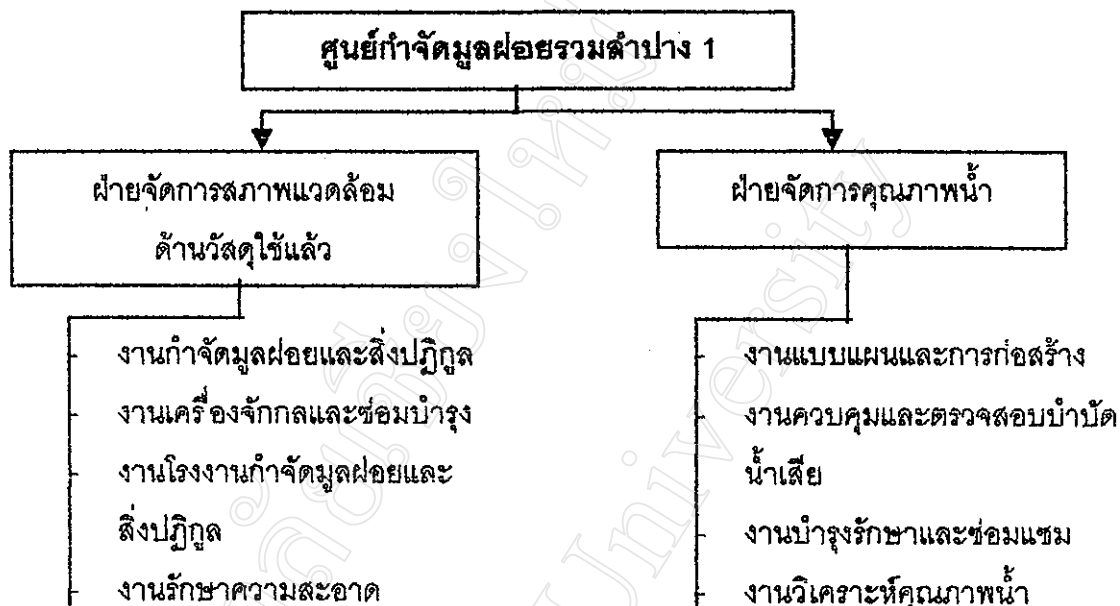 ศูนย์กำจัดมูลฝอยรวมลำปาง 1
ฝ่ายจัดการสภาพแวดล้อม
ด้านวัสดุใช้แล้ว
งานกำจัดมูลฝอยและสิ่งปฏิกูล
งานเครื่องจักกลและซ่อมบำรุง
งานโรงงานกำจัดมูลฝอยและ
สิ่งปฏิกูล
งานรักษาความสะอาด
ฝ่ายจัดการคุณภาพน้ำ
งานแบบแผนและการก่อสร้าง
งานควบคุมและตรวจสอบบำบัด
น้ำเสีย
งานบำรุงรักษาและซ่อมแซม
งานวิเคราะห์คุณภาพน้ำ
University